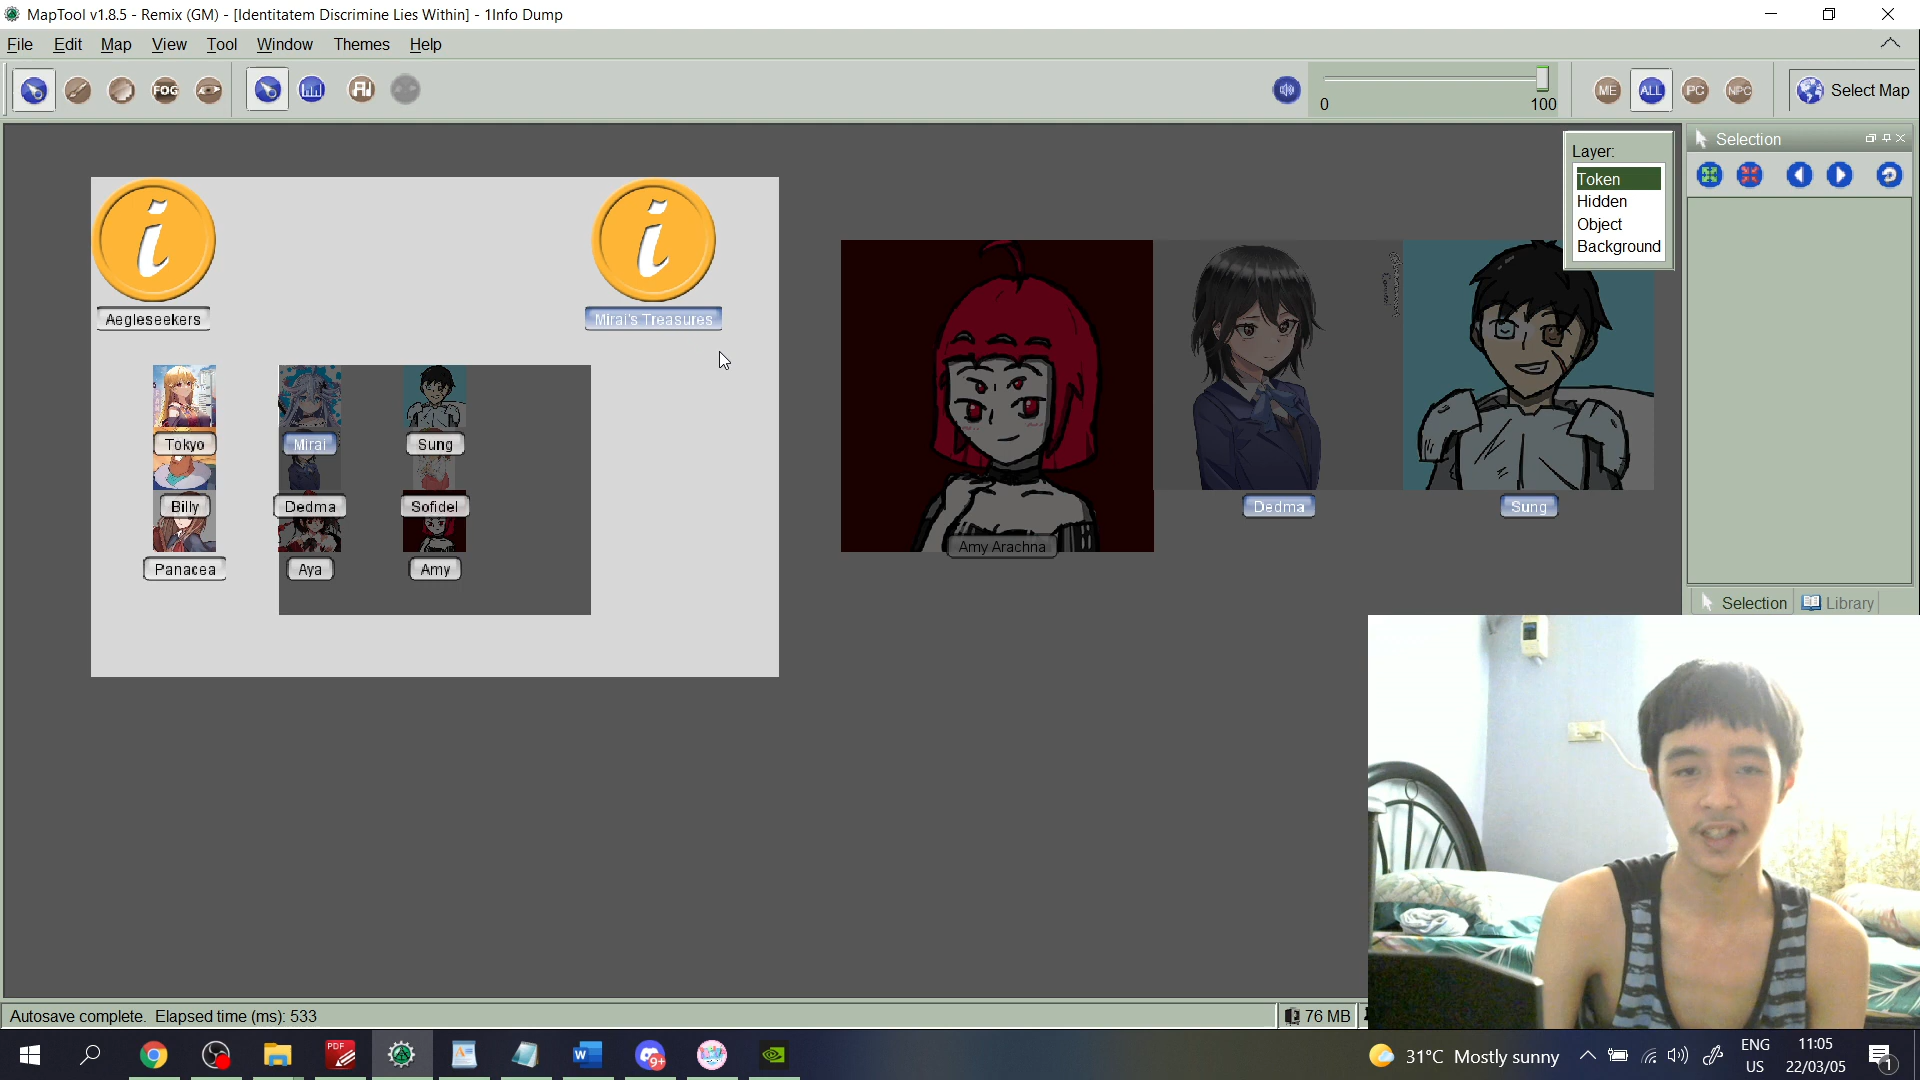 MapTool v1.8.5 - Remix (GM) - [Identitatem Discrimine Lies Within] - 1Info Dump
File Edit Map View Tool Window Themes Help
FOG
0
100
ME
ALL
PC
NPC
Select Map
Layer:
Token
Hidden
Object
Background
Selection
Aegleseekers
Mirai's Treasures
Tokyo
Mirai
Sung
Billy
Dedma
Sofidel
Panacea
Aya
Amy
Amy Arachna
Dedma
Sung
Selection
Library
Autosave complete. Elapsed time (ms): 533
76 MB
PDF
9+
31°C Mostly sunny
ENG
US
11:05
22/03/05
1